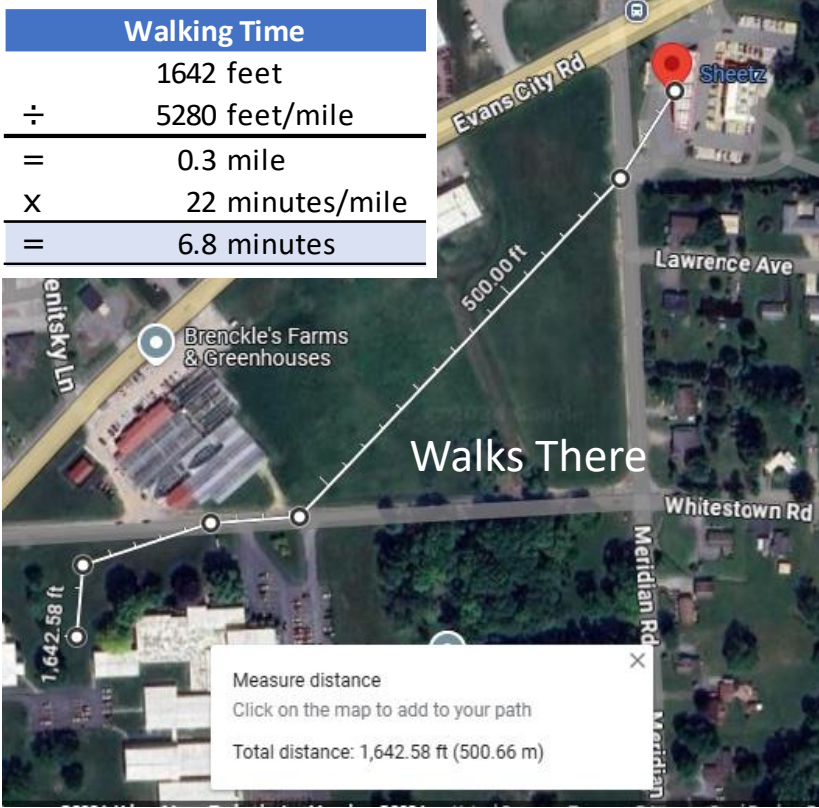 Walking Time
1642 feet
÷ 5280 feet/mile
= 0.3 mile
x 22 minutes/mile
= 6.8 minutes
Evans City Rd
Sheetz
Lawrence Ave
500.00 ft
enitsky Ln
Brenckle's Farms
& Greenhouses
Walks There
Whitestown Rd
Meridian Rd
1,642.58 ft
Measure distance
Click on the map to add to your path
Total distance: 1,642.58 ft (500.66 m)
Meridian